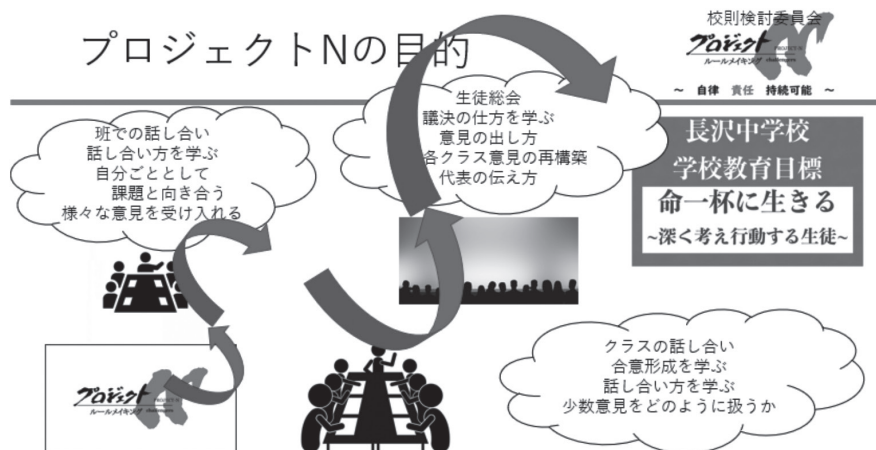 プロジェクトNの目的
校則検討委員会
プロジェクト
ルールメイキング
～ 自律 責任 持続可能 ～
班での話し合い
話し合い方を学ぶ
自分ごととして
課題と向き合う
様々な意見を受け入れる
生徒総会
議決の仕方を学ぶ
意見の出し方
各クラス意見の再構築
代表の伝え方
長沢中学校
学校教育目標
命一杯に生きる
~深く考え行動する生徒~
クラスの話し合い
合意形成を学ぶ
話し合い方を学ぶ
少数意見をどのように扱うか
プロジェクト
ルールメイキング